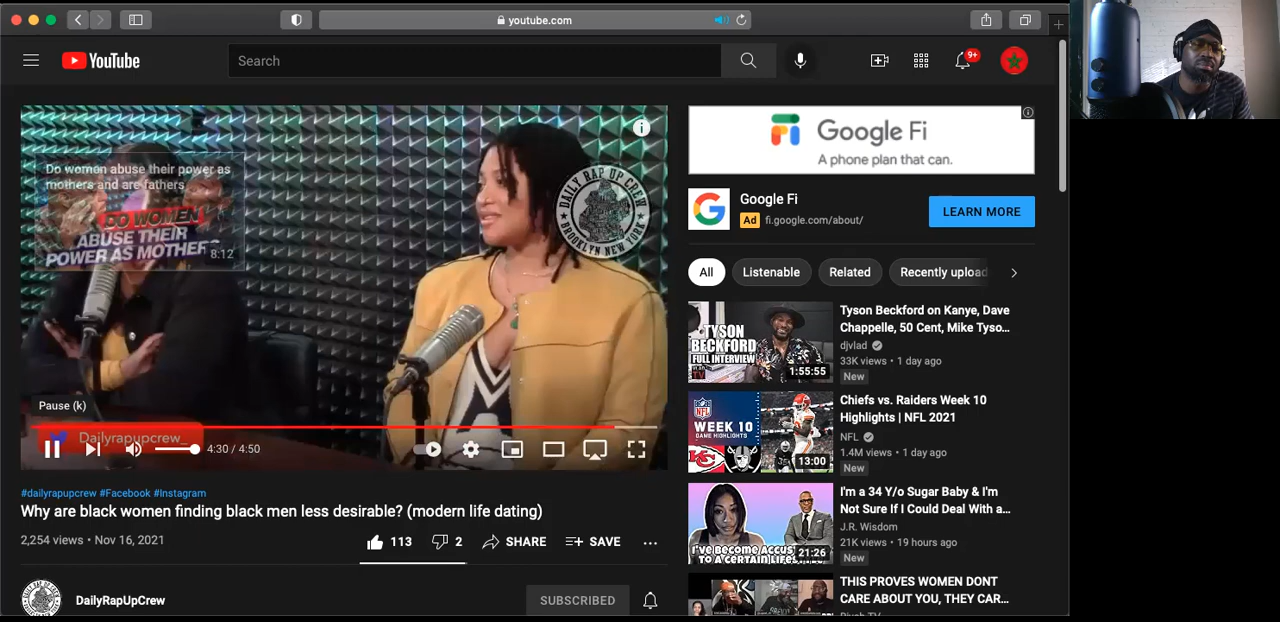 youtube.com
YouTube
Search
9+
Do women abuse their power as
mothers and are fathers
DO WOMEN
ABUSE THEIR
POWER AS MOTHER
8:12
DAILY RAP UP CREW
BROOKLYN NEW YORK
Pause (k)
Dailyrapupcrew
4:30 / 4:50
#dailyrapupcrew #Facebook #Instagram
Why are black women finding black men less desirable? (modern life dating)
2,254 views • Nov 16, 2021
113
2
SHARE
SAVE
DailyRapUpCrew
SUBSCRIBED
Google Fi
A phone plan that can.
Google Fi
Ad fi.google.com/about/
LEARN MORE
All
Listenable
Related
Recently upload
TYSON
BECKFORD
FULL INTERVIEW
1:55:55
Tyson Beckford on Kanye, Dave
Chappelle, 50 Cent, Mike Tyso...
djvlad
33K views • 1 day ago
New
NFL
WEEK 10
GAME HIGHLIGHTS
13:00
Chiefs vs. Raiders Week 10
Highlights | NFL 2021
NFL
1.4M views • 1 day ago
New
I'VE BECOME ACCUS
TO A CERTAIN LIFE
21:26
I'm a 34 Y/o Sugar Baby & I'm
Not Sure If I Could Deal With a...
J.R. Wisdom
21K views • 19 hours ago
New
THIS PROVES WOMEN DONT
CARE ABOUT YOU, THEY CAR...